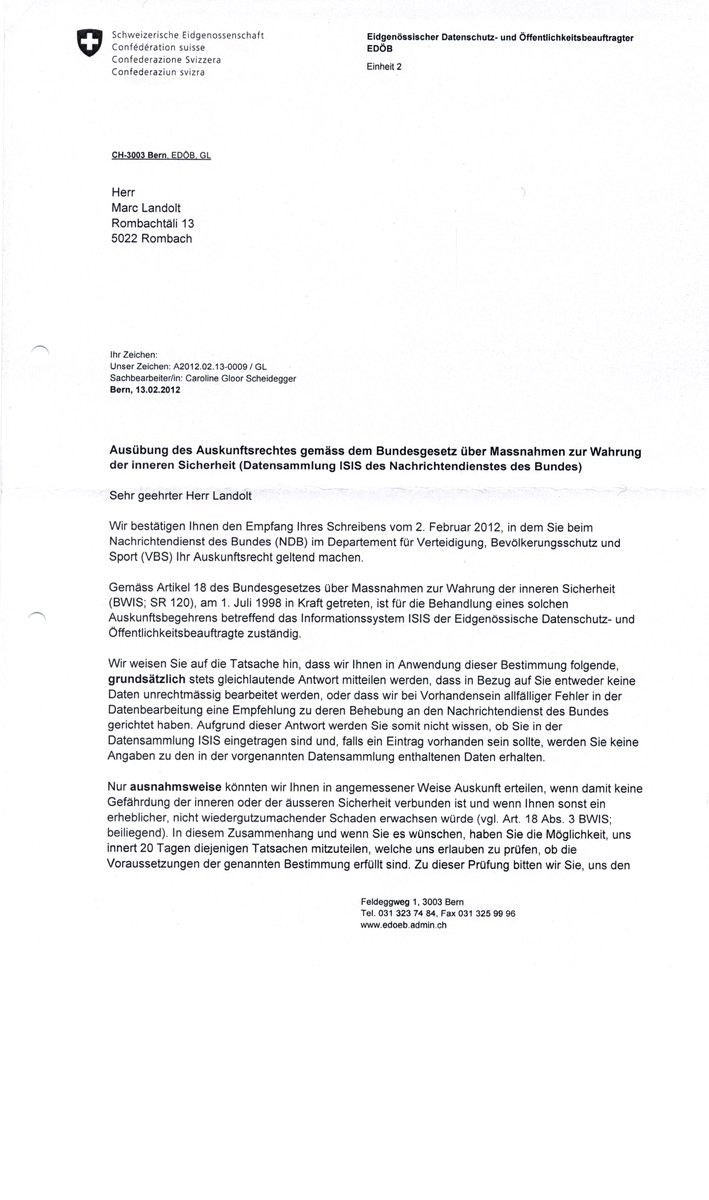 Schweizerische Eidgenossenschaft
Confédération suisse
Confederazione Svizzera
Confederaziun svizra
Eidgenössischer Datenschutz- und Öffentlichkeitsbeauftragter
EDÖB
Einheit 2
CH-3003 Bern, EDÖB, GL
Herr
Marc Landolt
Rombachtäli 13
5022 Rombach
Ihr Zeichen:
Unser Zeichen: A2012.02.13-0009 / GL
Sachbearbeiter/in: Caroline Gloor Scheidegger
Bern, 13.02.2012
Ausübung des Auskunftsrechtes gemäss dem Bundesgesetz über Massnahmen zur Wahrung
der inneren Sicherheit (Datensammlung ISIS des Nachrichtendienstes des Bundes)
Sehr geehrter Herr Landolt
Wir bestätigen Ihnen den Empfang Ihres Schreibens vom 2. Februar 2012, in dem Sie beim
Nachrichtendienst des Bundes (NDB) im Departement für Verteidigung, Bevölkerungsschutz und
Sport (VBS) Ihr Auskunftsrecht geltend machen.
Gemäss Artikel 18 des Bundesgesetzes über Massnahmen zur Wahrung der inneren Sicherheit
(BWIS; SR 120), am 1. Juli 1998 in Kraft getreten, ist für die Behandlung eines solchen
Auskunftsbegehrens betreffend das Informationssystem ISIS der Eidgenössische Datenschutz- und
Öffentlichkeitsbeauftragte zuständig.
Wir weisen Sie auf die Tatsache hin, dass wir Ihnen in Anwendung dieser Bestimmung folgende,
grundsätzlich stets gleichlautende Antwort mitteilen werden, dass in Bezug auf Sie entweder keine
Daten unrechtmässig bearbeitet werden, oder dass wir bei Vorhandensein allfälliger Fehler in der
Datenbearbeitung eine Empfehlung zu deren Behebung an den Nachrichtendienst des Bundes
gerichtet haben. Aufgrund dieser Antwort werden Sie somit nicht wissen, ob Sie in der
Datensammlung ISIS eingetragen sind und, falls ein Eintrag vorhanden sein sollte, werden Sie keine
Angaben zu den in der vorgenannten Datensammlung enthaltenen Daten erhalten.
Nur ausnahmsweise könnten wir Ihnen in angemessener Weise Auskunft erteilen, wenn damit keine
Gefährdung der inneren oder der äusseren Sicherheit verbunden ist und wenn Ihnen sonst ein
erheblicher, nicht wiedergutzumachender Schaden erwachsen würde (vgl. Art. 18 Abs. 3 BWIS;
beiliegend). In diesem Zusammenhang und wenn Sie es wünschen, haben Sie die Möglichkeit, uns
innert 20 Tagen diejenigen Tatsachen mitzuteilen, welche uns erlauben zu prüfen, ob die
Voraussetzungen der genannten Bestimmung erfüllt sind. Zu dieser Prüfung bitten wir Sie, uns den
Feldeggweg 1, 3003 Bern
Tel. 031 323 74 84, Fax 031 325 99 96
www.edoeb.admin.ch